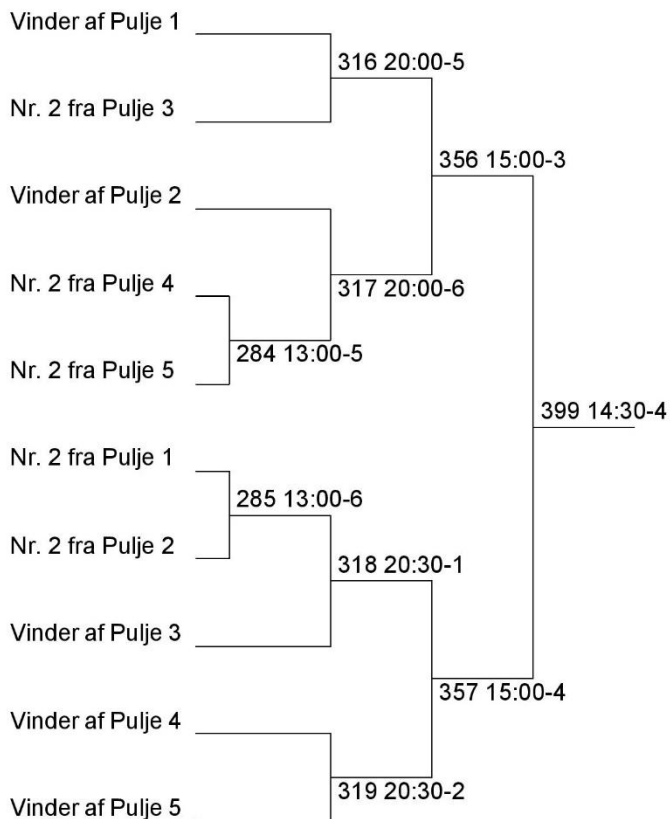 Vinder af Pulje 1
316 20:00-5
Nr. 2 fra Pulje 3
356 15:00-3
Vinder af Pulje 2
Nr. 2 fra Pulje 4
317 20:00-6
284 13:00-5
Nr. 2 fra Pulje 5
399 14:30-4
Nr. 2 fra Pulje 1
285 13:00-6
Nr. 2 fra Pulje 2
318 20:30-1
Vinder af Pulje 3
357 15:00-4
Vinder af Pulje 4
319 20:30-2
Vinder af Pulje 5